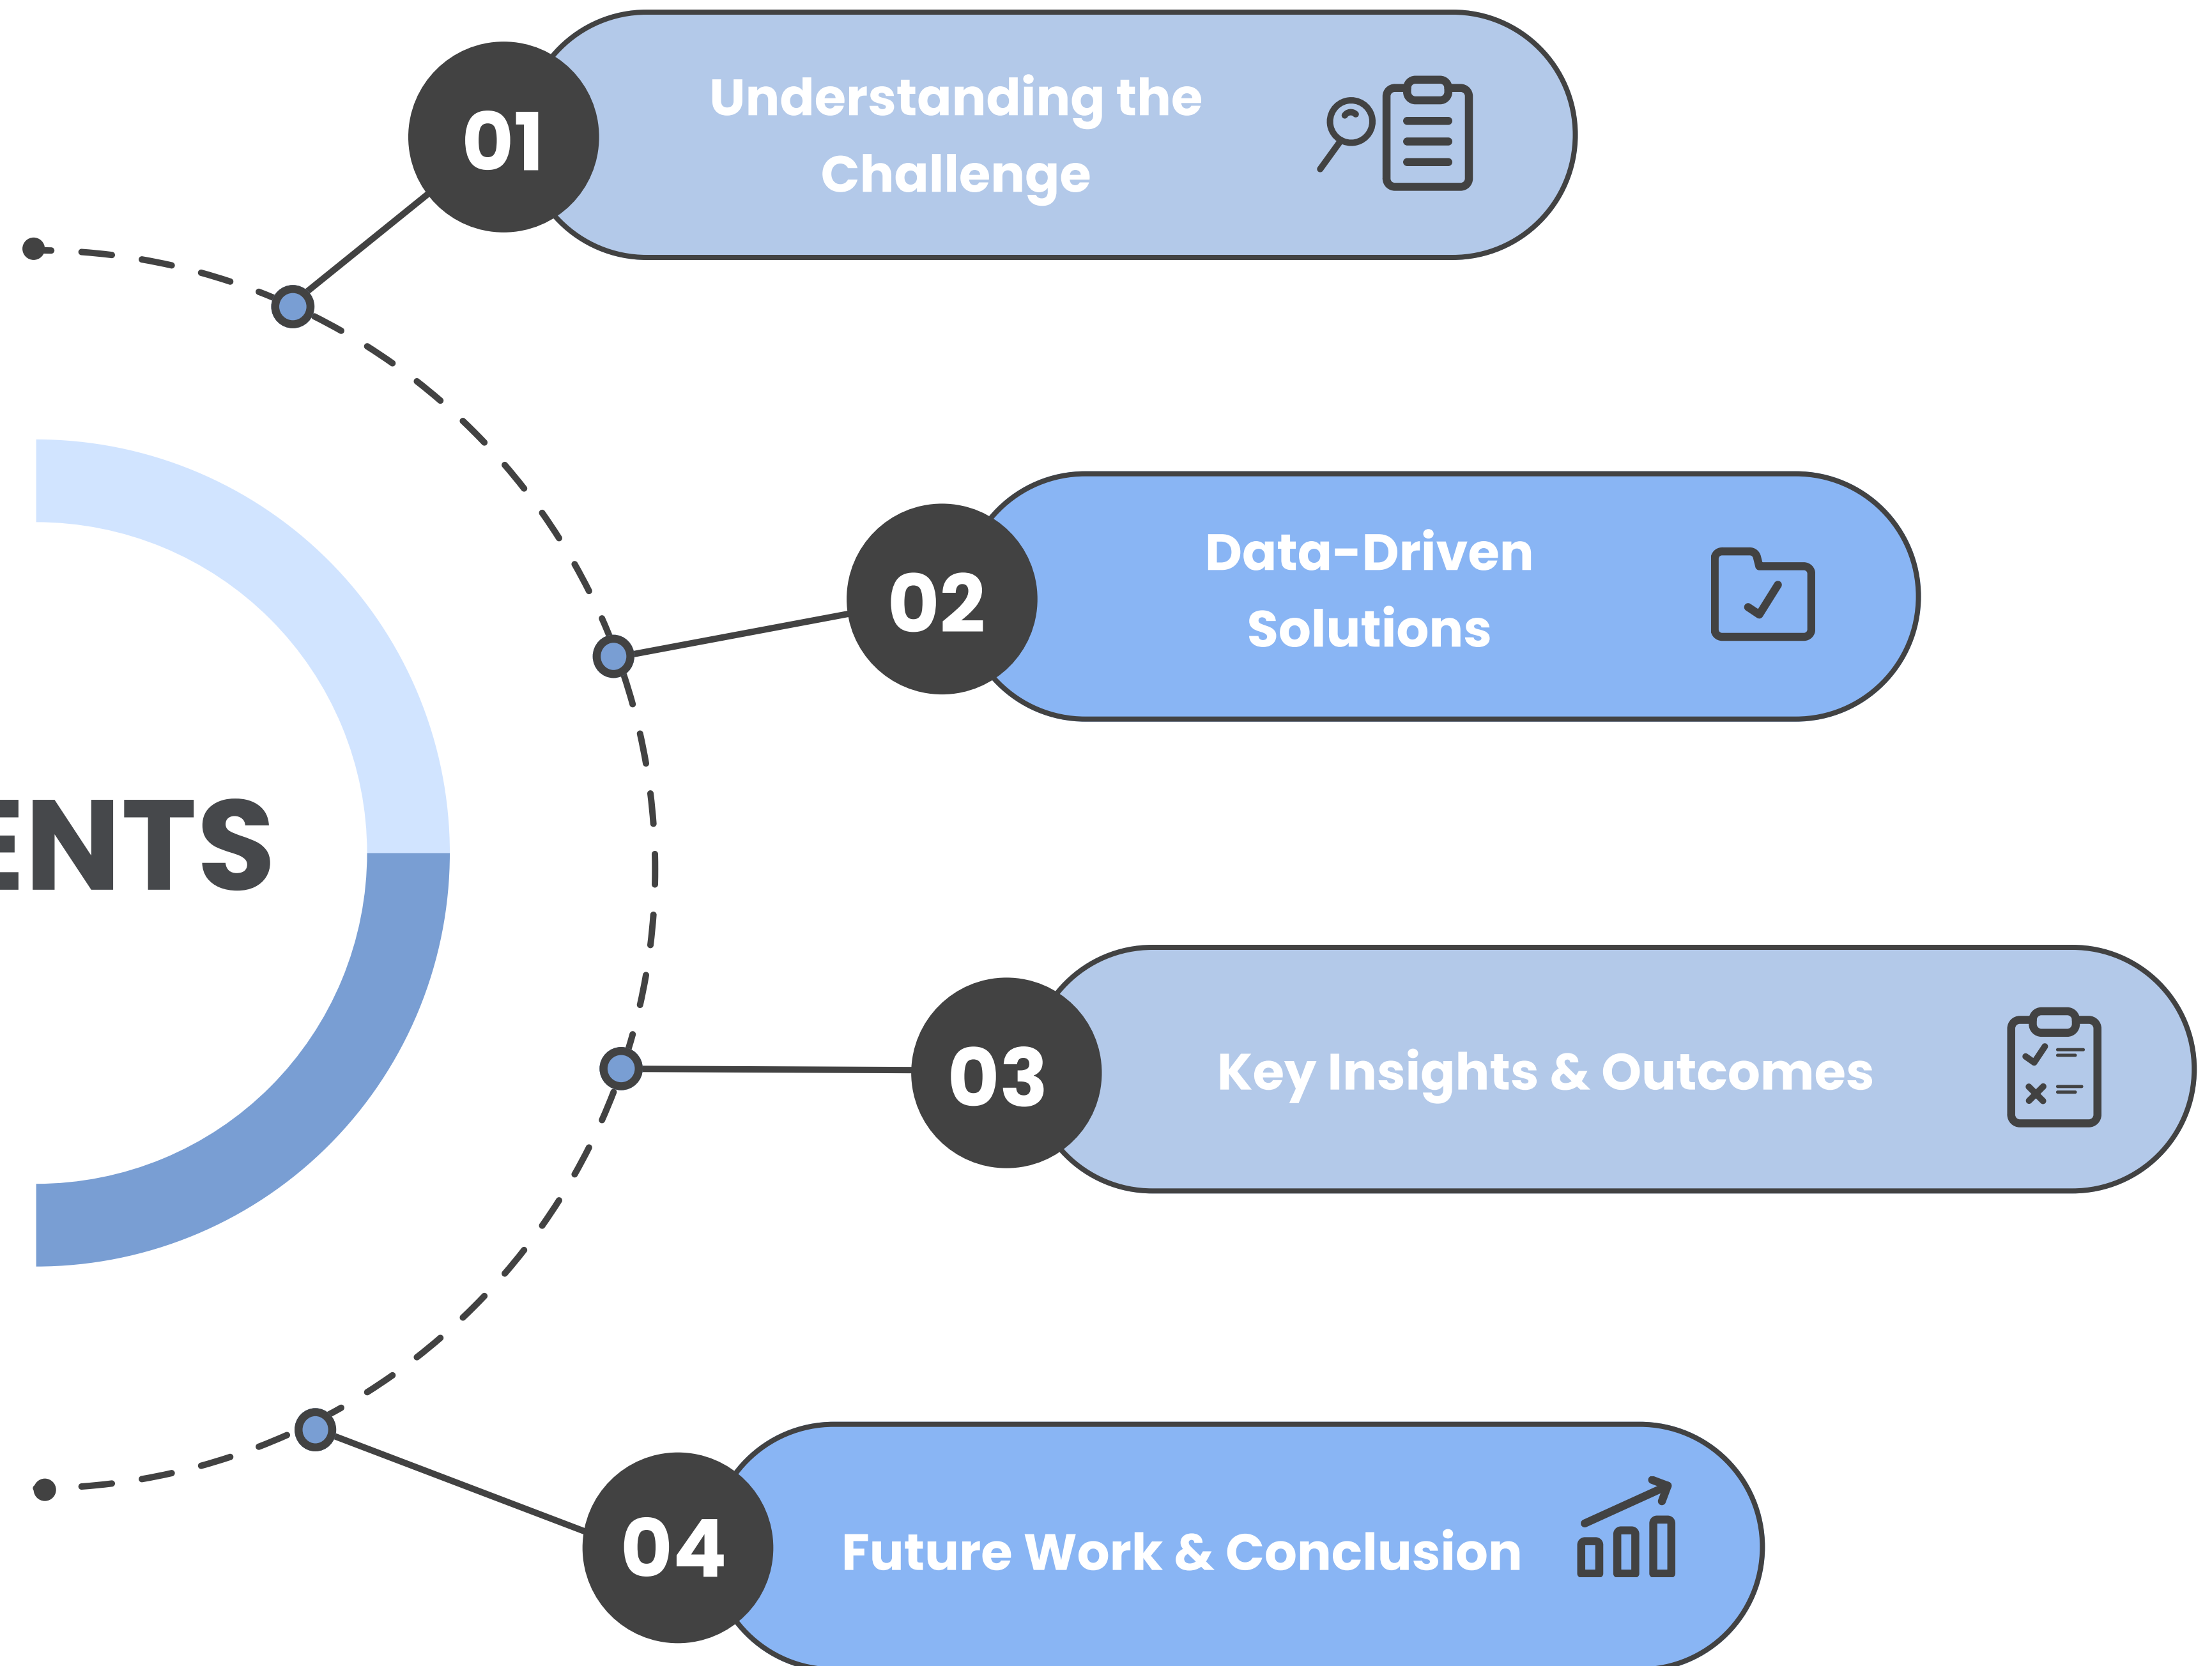 01
Understanding the
Challenge
02
Data-Driven
Solutions
ENTS
03
Key Insights & Outcomes
04
Future Work & Conclusion